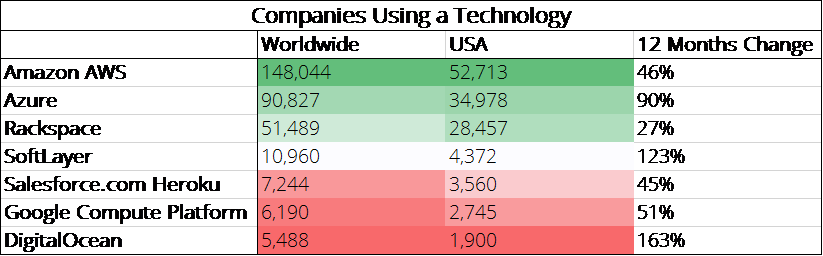 Companies Using a Technology
Worldwide USA 12 Months Change
Amazon AWS 148,044 52,713 46%
Azure 90,827 34,978 90%
Rackspace 51,489 28,457 27%
SoftLayer 10,960 4,372 123%
Salesforce.com Heroku 7,244 3,560 45%
Google Compute Platform 6,190 2,745 51%
DigitalOcean 5,488 1,900 163%